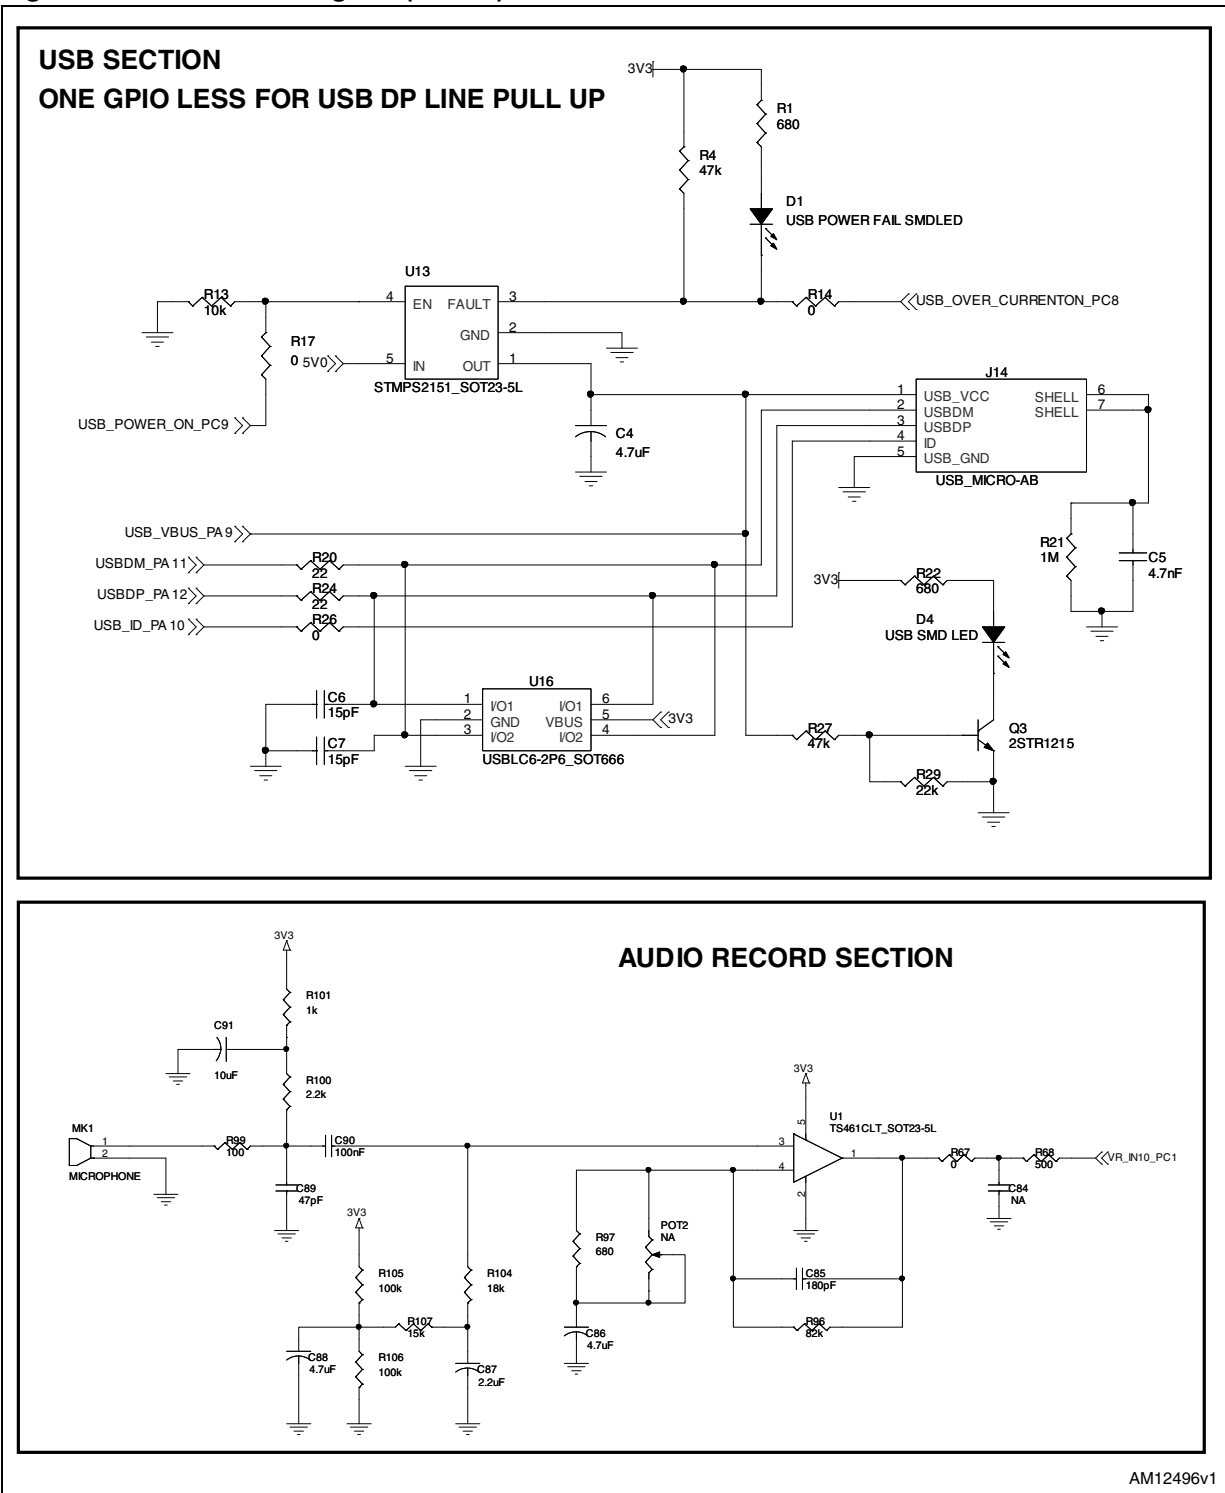 USB SECTION
ONE GPIO LESS FOR USB DP LINE PULL UP
3V3
R1
680
R4
47k
D1
USB POWER FAIL SMDLED
U13
R13
10k
4
EN
FAULT
3
R14
0
USB_OVER_CURRENTON_PC8
GND
2
R17
0
5V0
5
IN
OUT
1
STMPS2151_SOT23-5L
USB_POWER_ON_PC9
C4
4.7uF
J14
1
USB_VCC
SHELL
6
2
USBDM
SHELL
7
3
USBDP
4
ID
5
USB_GND
USB_MICRO-AB
USB_VBUS_PA9
USBDM_PA11
R20
22
USBDP_PA12
R24
22
USB_ID_PA10
R26
0
R21
1M
C5
4.7nF
3V3
R22
680
D4
USB SMD LED
U16
C6
15pF
1
I/O1
I/O1
6
2
GND
VBUS
5
3V3
3
I/O2
I/O2
4
C7
15pF
USBLC6-2P6_SOT666
R27
47k
Q3
2STR1215
R29
22k
AUDIO RECORD SECTION
3V3
R101
1k
C91
10uF
R100
2.2k
MK1
1
2
MICROPHONE
R99
100
C90
100nF
C89
47pF
3V3
U1
TS461CLT_SOT23-5L
5
3
4
1
2
R67
0
R68
500
VR_IN10_PC1
C84
NA
3V3
R105
100k
R104
18k
R107
15k
C88
4.7uF
R106
100k
C87
2.2uF
R97
680
POT2
NA
C85
180pF
R96
82k
C86
4.7uF
AM12496v1